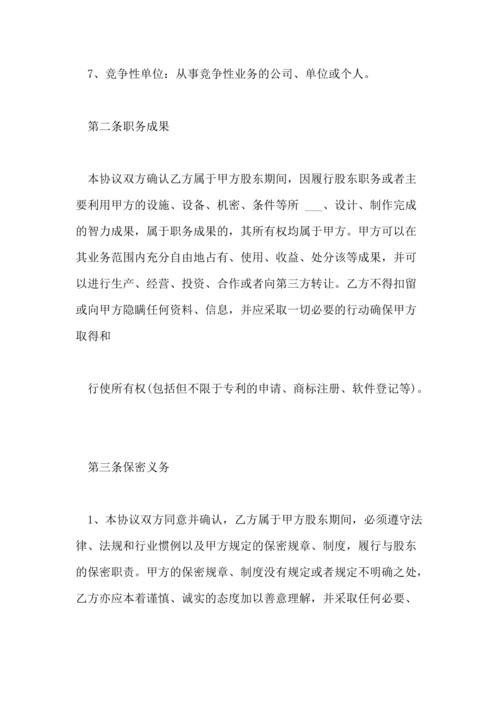 7、竞争性单位：从事竞争性业务的公司、单位或个人。
第二条职务成果
本协议双方确认乙方属于甲方股东期间，因履行股东职务或者主
要利用甲方的设施、设备、机密、条件等所 ___、设计、制作完成
的智力成果，属于职务成果的，其所有权均属于甲方。甲方可以在
其业务范围内充分自由地占有、使用、收益、处分该等成果，并可
以进行生产、经营、投资、合作或者向第三方转让。乙方不得扣留
或向甲方隐瞒任何资料、信息，并应采取一切必要的行动确保甲方
取得和
行使所有权(包括但不限于专利的申请、商标注册、软件登记等)。
第三条保密义务
1、本协议双方同意并确认，乙方属于甲方股东期间，必须遵守法
律、法规和行业惯例以及甲方规定的保密规章、制度，履行与股东
的保密职责。甲方的保密规章、制度没有规定或者规定不明确之处，
乙方亦应本着谨慎、诚实的态度加以善意理解，并采取任何必要、